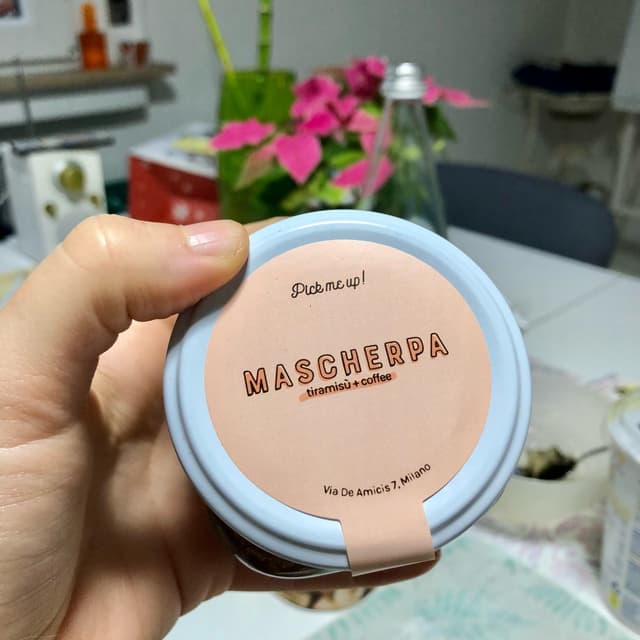 Pick me up!
MASCHERPA
tiramisù + coffee
Via De Amicis 7, Milano